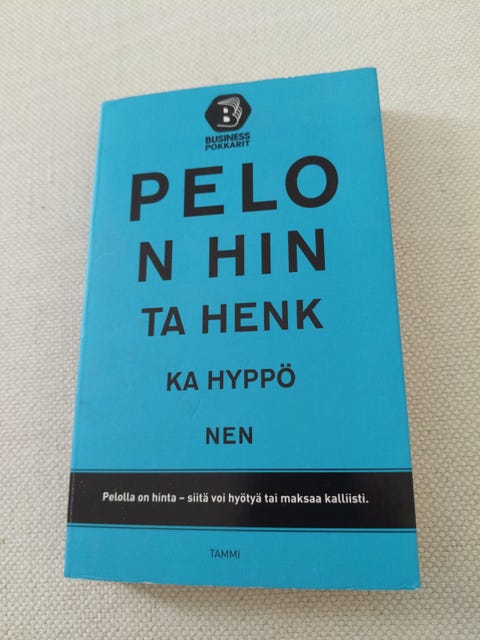 B
BUSINESS
POKKARIT
PELO
N HIN
TA HENK
KA HYPPÖ
NEN
Pelolla on hinta – siitä voi hyötyä tai maksaa kalliisti.
TAMMI